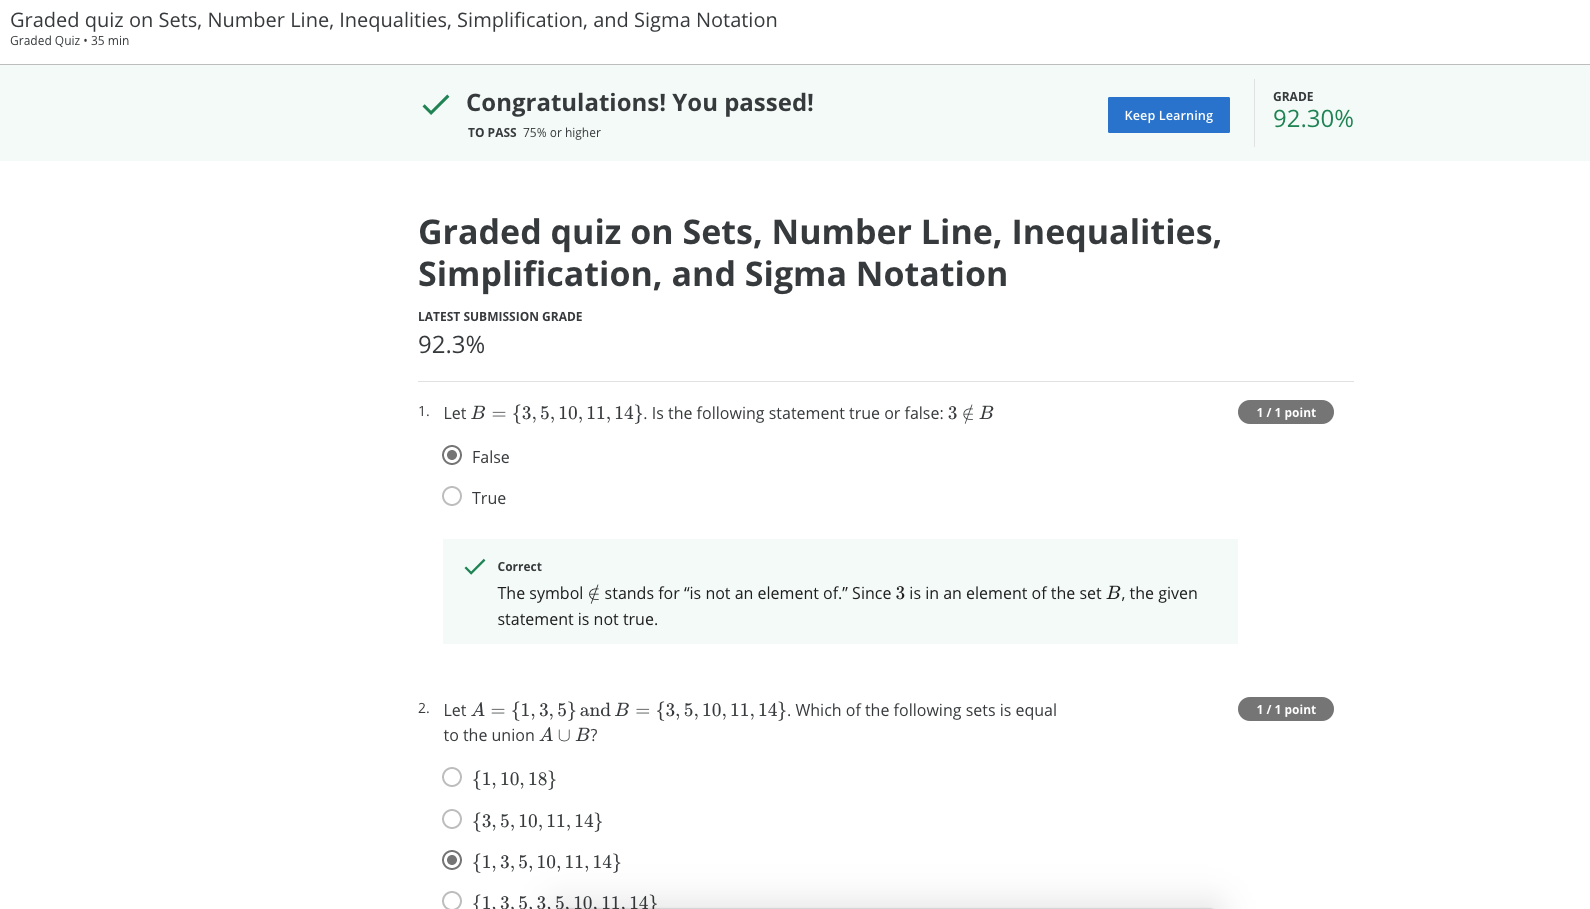 Graded quiz on Sets, Number Line, Inequalities, Simplification, and Sigma Notation
Graded Quiz • 35 min
Congratulations! You passed!
TO PASS 75% or higher
Keep Learning
GRADE
92.30%
Graded quiz on Sets, Number Line, Inequalities,
Simplification, and Sigma Notation
LATEST SUBMISSION GRADE
92.3%
1. Let B = {3, 5, 10, 11, 14}. Is the following statement true or false: 3 ∉ B
1 / 1 point
False
True
Correct
The symbol ∉ stands for “is not an element of.” Since 3 is in an element of the set B, the given
statement is not true.
2. Let A = {1, 3, 5} and B = {3, 5, 10, 11, 14}. Which of the following sets is equal
to the union A ∪ B?
1 / 1 point
{1, 10, 18}
{3, 5, 10, 11, 14}
{1, 3, 5, 10, 11, 14}
{1, 3, 5, 3, 5, 10, 11, 14}